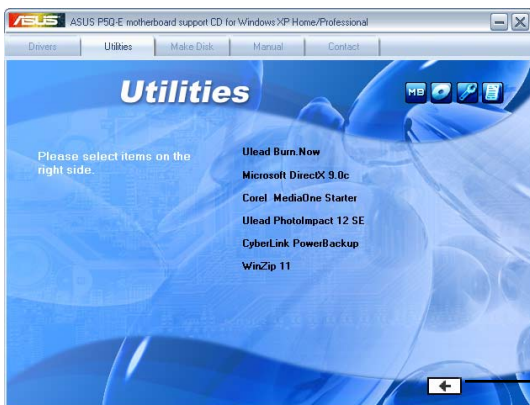 ASUS ASUS P5Q-E motherboard support CD for Windows XP Home/Professional
Drivers Utilities Make Disk Manual Contact
Utilities
MB
Please select items on the
right side.
Ulead Burn.Now
Microsoft DirectX 9.0c
Corel MediaOne Starter
Ulead PhotoImpact 12 SE
CyberLink PowerBackup
WinZip 11